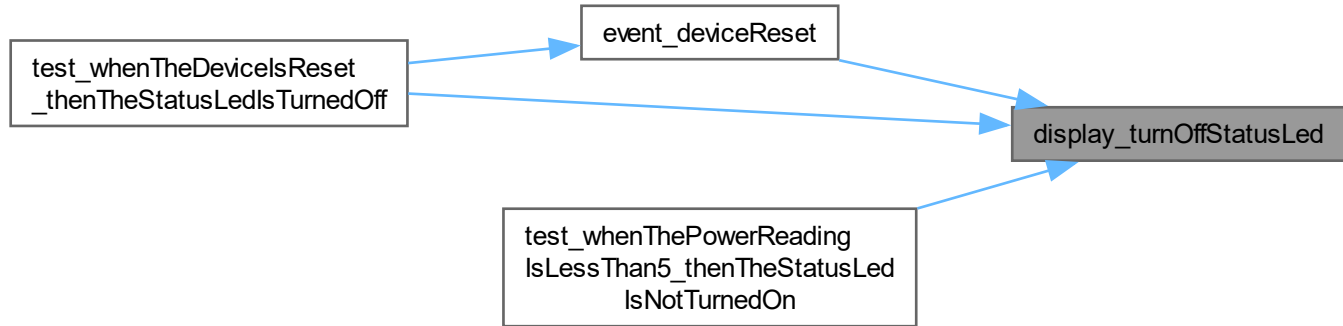 event_deviceReset
test_whenTheDeviceIsReset
_thenTheStatusLedIsTurnedOff
display_turnOffStatusLed
test_whenThePowerReading
IsLessThan5_thenTheStatusLed
IsNotTurnedOn